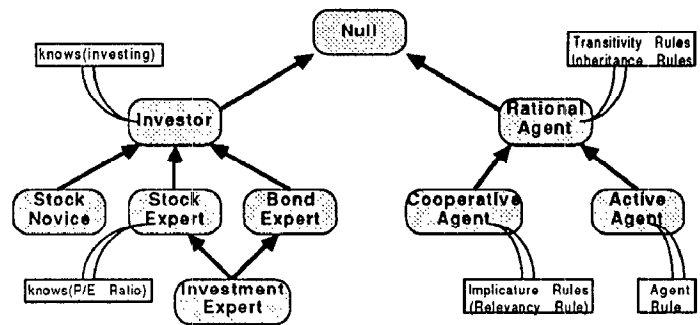 Null
knows(investing)
Transitivity Rules
Inheritance Rules
Investor
Rational
Agent
Stock
Novice
Stock
Expert
Bond
Expert
Cooperative
Agent
Active
Agent
knows(P/E Ratio)
Investment
Expert
Implicature Rules
(Relevancy Rule)
Agent
Rule